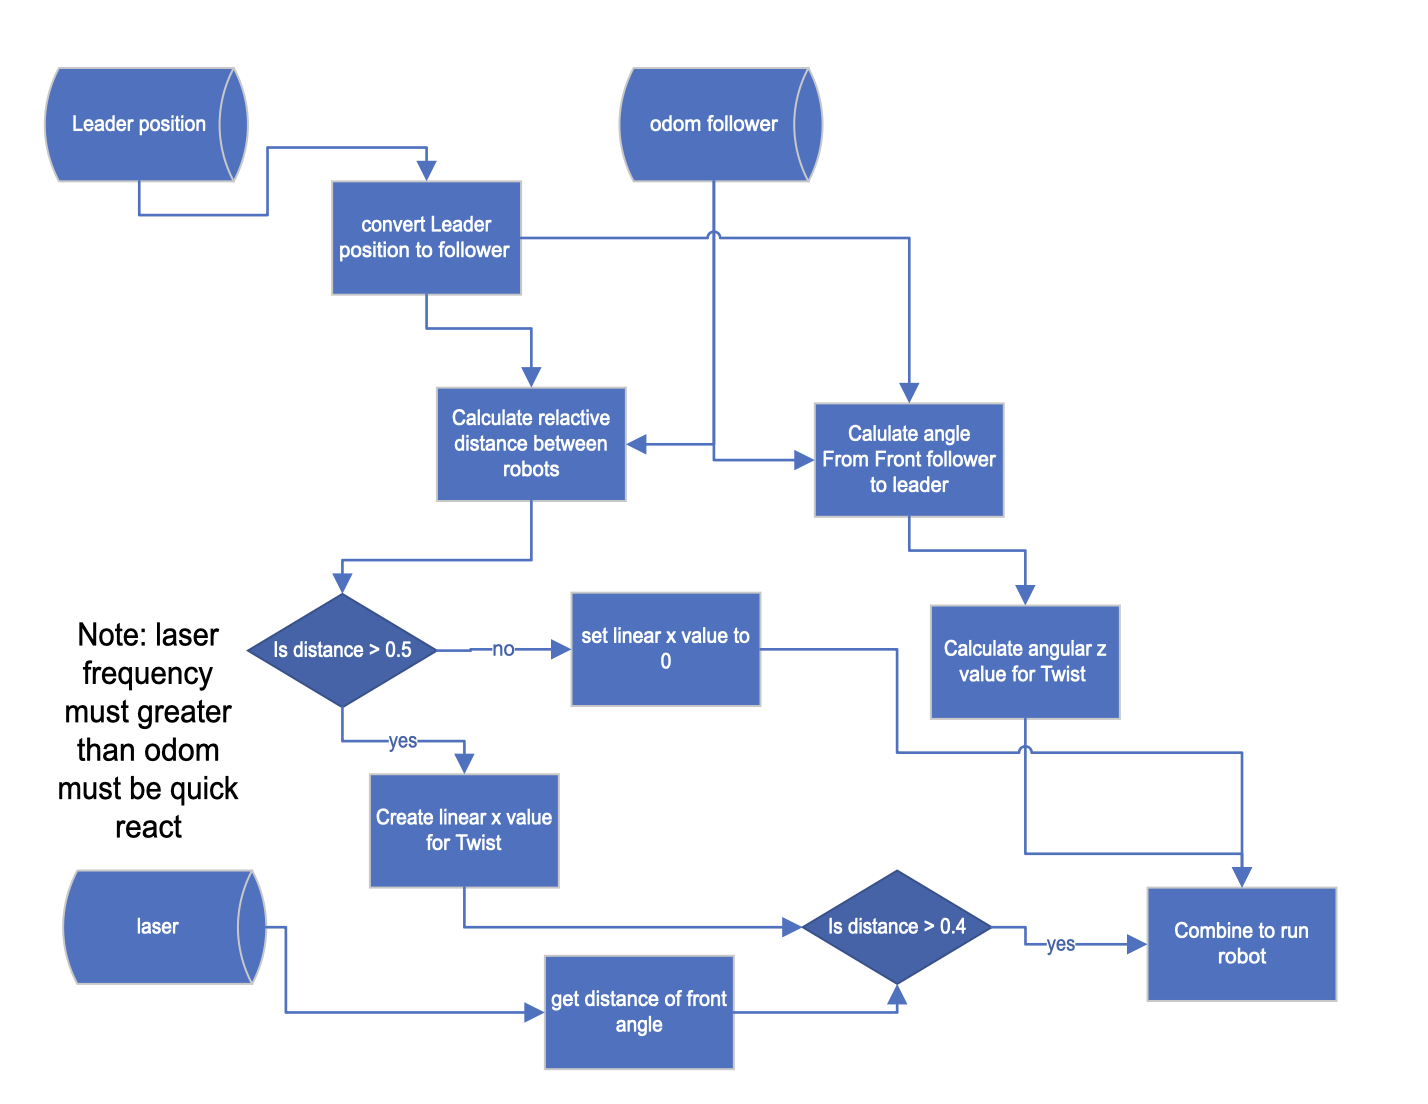 Leader position
odom follower
convert Leader
position to follower
Calculate relactive
distance between
robots
Calulate angle
From Front follower
to leader
Is distance > 0.5
no
set linear x value to
0
Calculate angular z
value for Twist
Note: laser
frequency
must greater
than odom
must be quick
react
yes
Create linear x value
for Twist
laser
Is distance > 0.4
yes
Combine to run
robot
get distance of front
angle